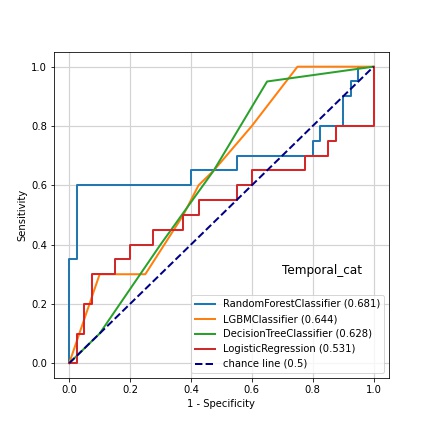 1.0
0.8
0.6
0.4
0.2
0.0
Sensitivity
Temporal_cat
RandomForestClassifier (0.681)
LGBMClassifier (0.644)
DecisionTreeClassifier (0.628)
LogisticRegression (0.531)
chance line (0.5)
0.0 0.2 0.4 0.6 0.8 1.0
1 - Specificity